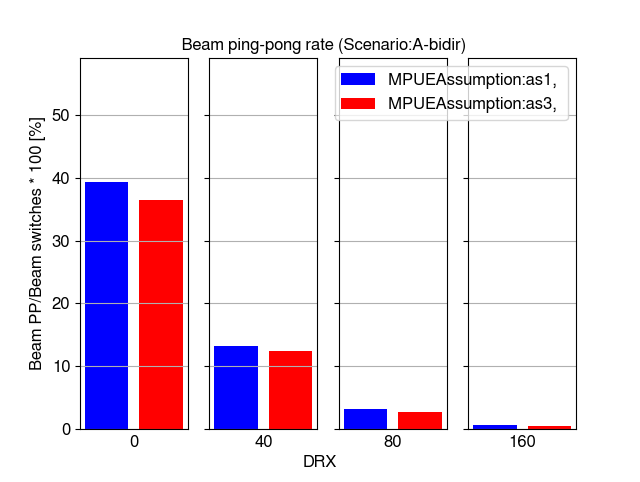 Beam ping-pong rate (Scenario:A-bidir)
MPUEAssumption:as1,
MPUEAssumption:as3,
Beam PP/Beam switches * 100 [%]
50
40
30
20
10
0
0
40
80
160
DRX